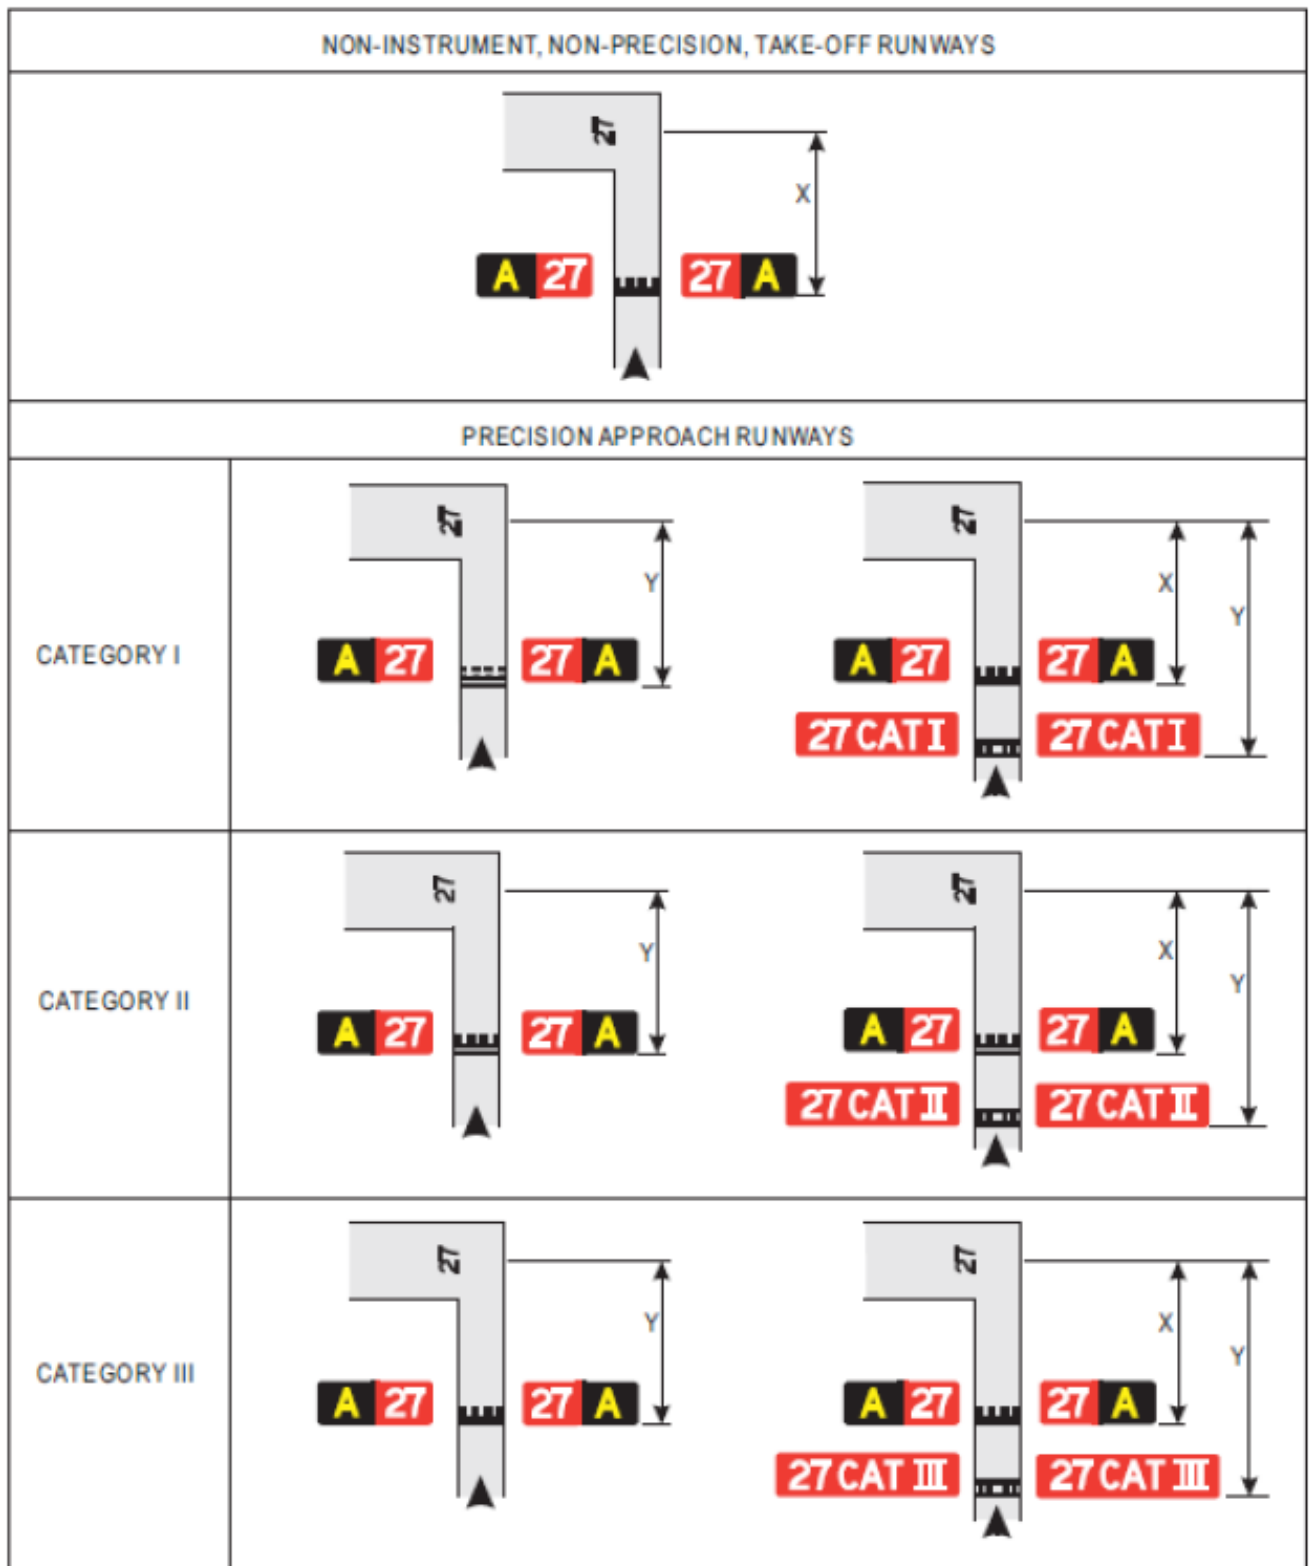 NON-INSTRUMENT, NON-PRECISION, TAKE-OFF RUNWAYS
27
X
A 27
27 A
PRECISION APPROACH RUNWAYS
CATEGORY I
27
Y
A 27
27 A
27
X
Y
A 27
27 A
27 CAT I
27 CAT I
CATEGORY II
27
Y
A 27
27 A
27
X
Y
A 27
27 A
27 CAT II
27 CAT II
CATEGORY III
27
Y
A 27
27 A
27
X
Y
A 27
27 A
27 CAT III
27 CAT III